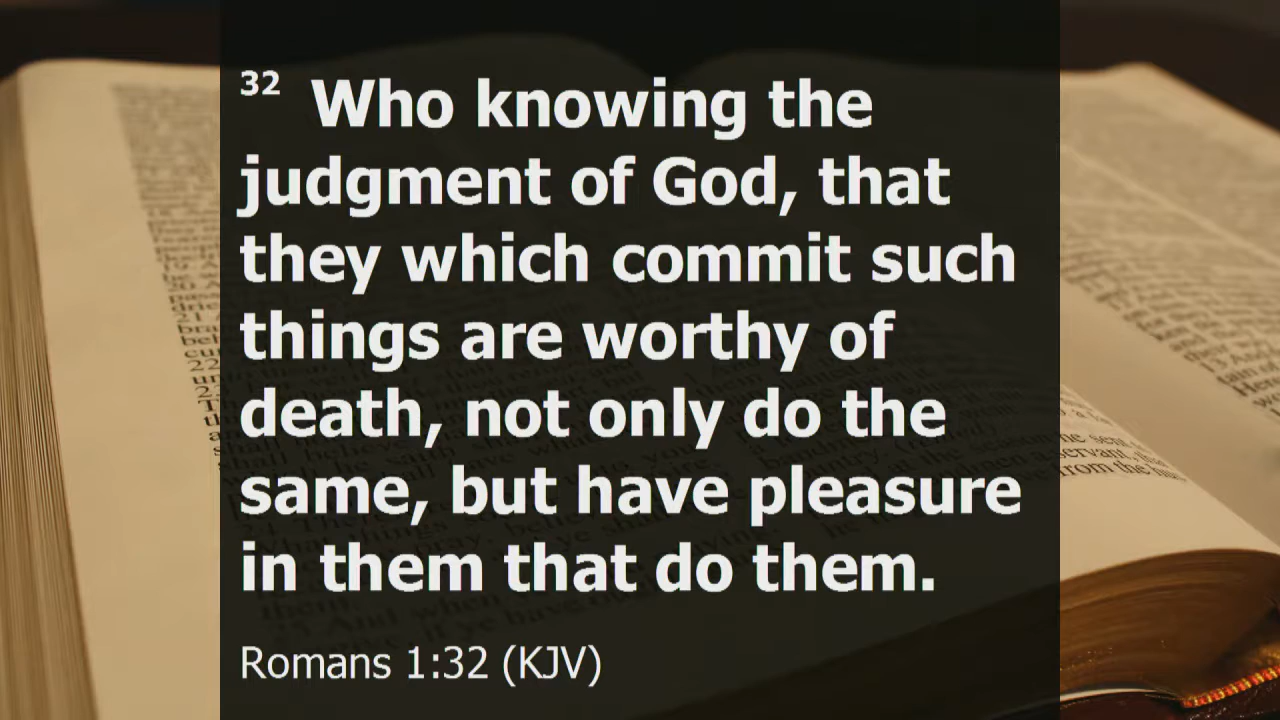 32 Who knowing the
judgment of God, that
they which commit such
things are worthy of
death, not only do the
same, but have pleasure
in them that do them.
Romans 1:32 (KJV)